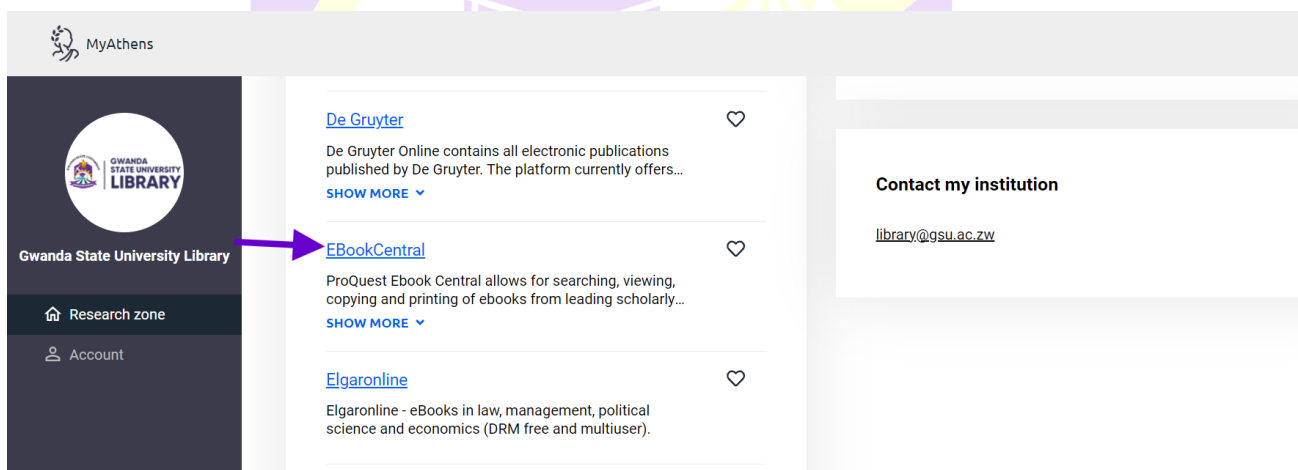 MyAthens
GWANDA
STATE UNIVERSITY
LIBRARY
Gwanda State University Library
Research zone
Account
De Gruyter
De Gruyter Online contains all electronic publications
published by De Gruyter. The platform currently offers...
SHOW MORE
EBookCentral
ProQuest Ebook Central allows for searching, viewing,
copying and printing of ebooks from leading scholarly...
SHOW MORE
Elgaronline
Elgaronline - eBooks in law, management, political
science and economics (DRM free and multiuser).
Contact my institution
library@gsu.ac.zw